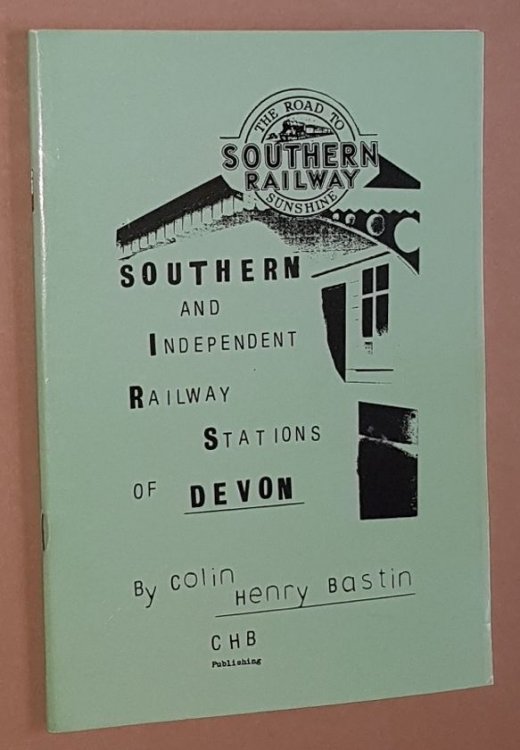 THE ROAD TO
SOUTHERN
RAILWAY
SUNSHINE
SOUTHERN
AND
INDEPENDENT
RAILWAY
STATIONS
OF DEVON
By Colin
Henry Bastin
CHB
Publishing